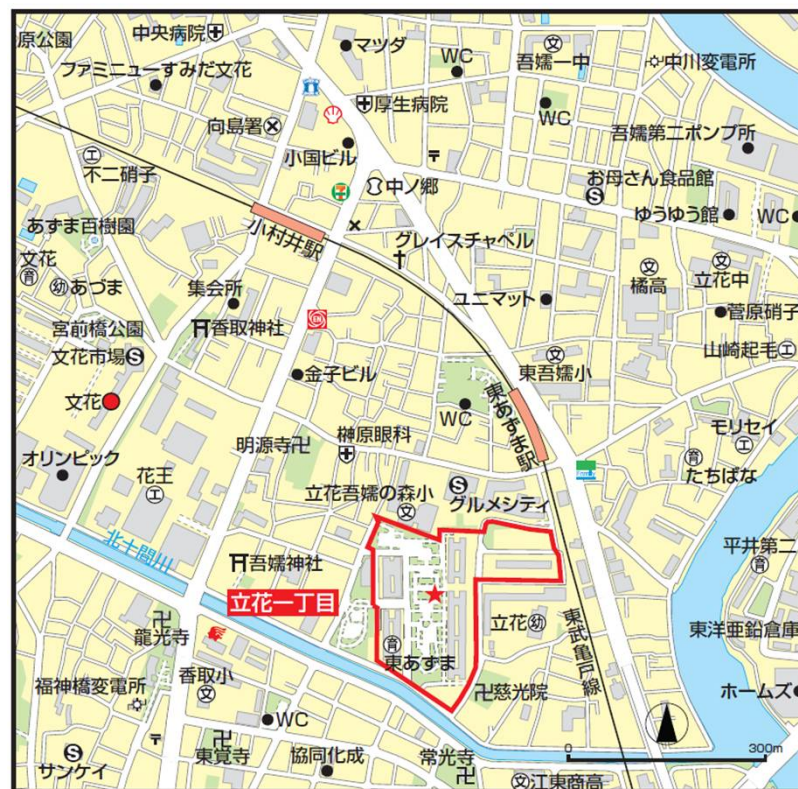 中央病院
マツダ
原公園
WC
吾嬬一中
中川変電所
ファミニューすみだ文花
厚生病院
WC
向島署
小国ビル
吾嬬第二ポンプ所
不二硝子
中ノ郷
お母さん食品館
ゆうゆう館
WC
あずま百樹園
小村井駅
グレイスチャペル
文花
育
幼
あづま
集会所
ユニマット
橘高
立花中
菅原硝子
宮前橋公園
香取神社
文花市場
東吾嬬小
山崎起毛
金子ビル
文花
WC
東あずま駅
明源寺
榊原眼科
モリセイ
オリンピック
花王
グルメシティ
たちばな
立花吾嬬の森小
北十間川
吾嬬神社
平井第二
立花一丁目
立花
幼
龍光寺
育
東あずま
東武亀戸線
東洋亜鉛倉庫
香取小
福神橋変電所
慈光院
ホームズ
WC
0
300m
サンケイ
東覚寺
協同化成
常光寺
江東商高